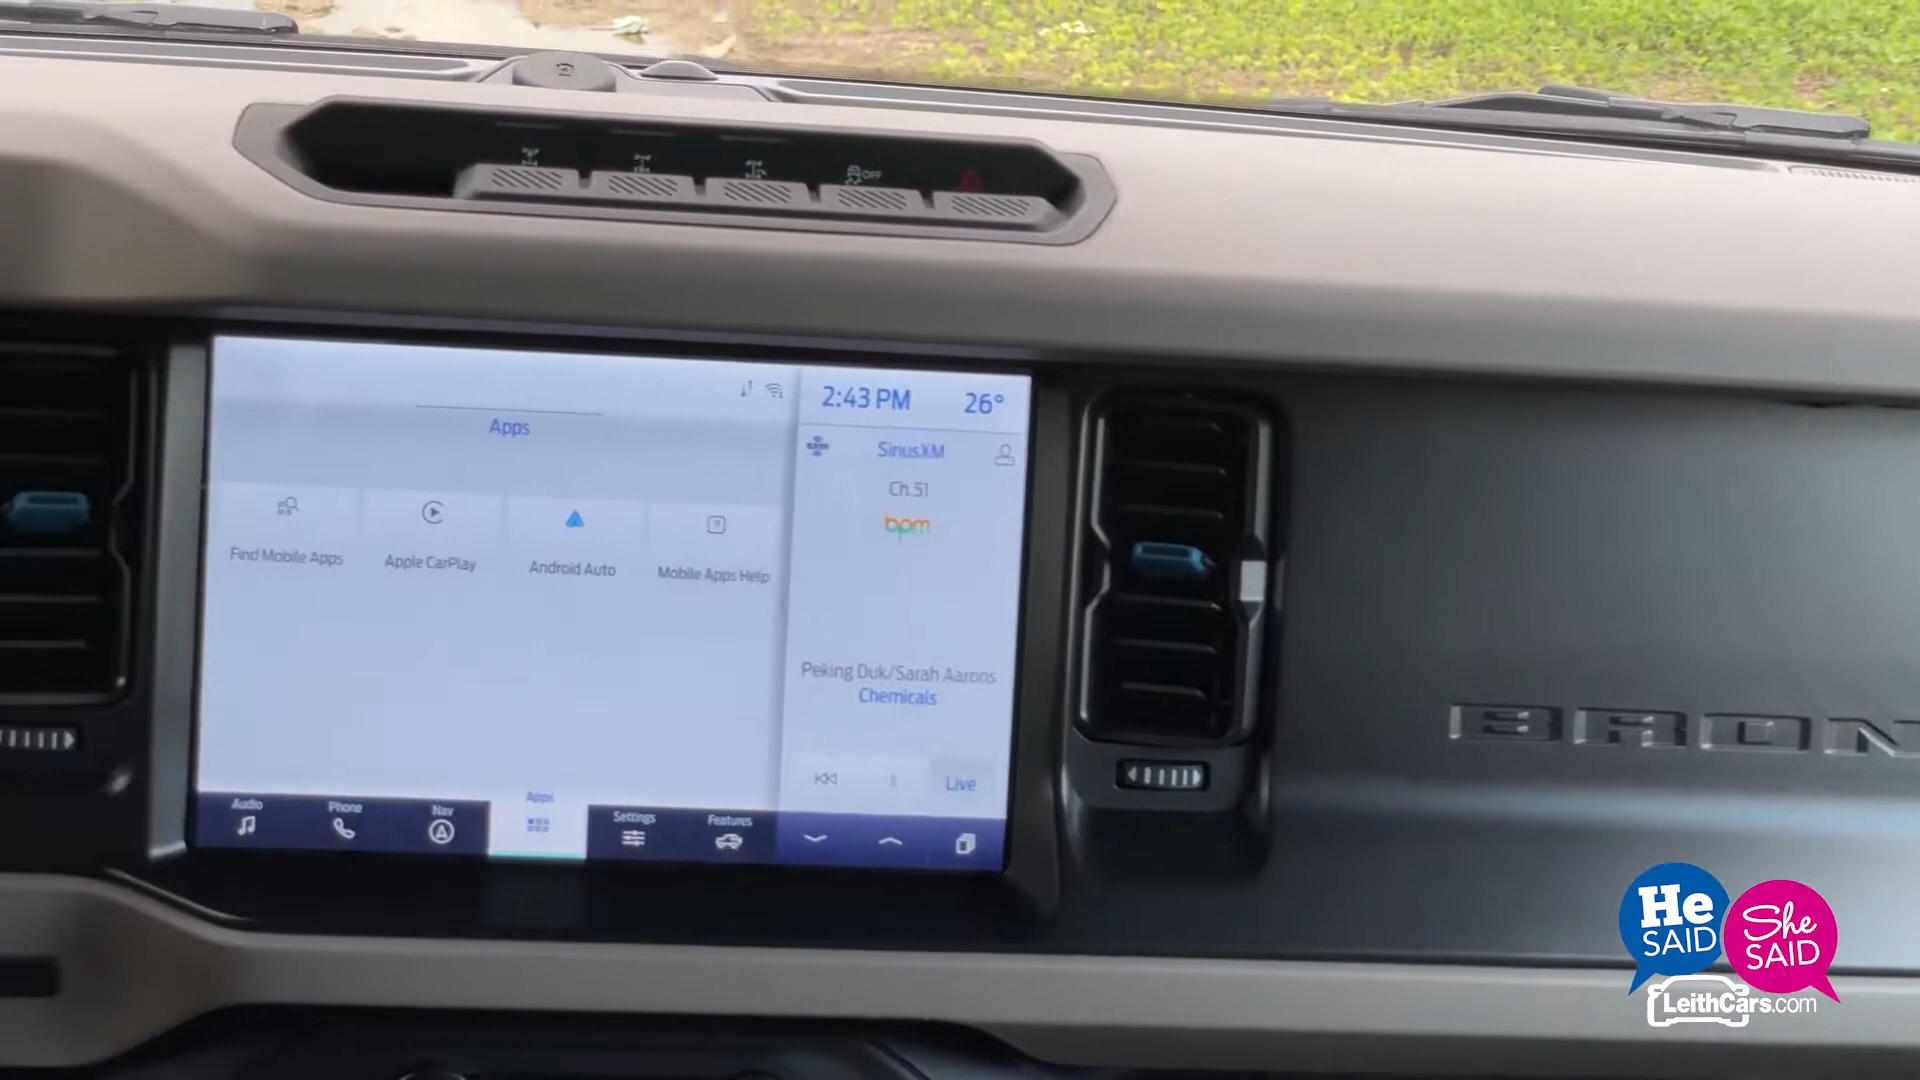 OFF
2:43 PM
26°
Apps
SiriusXM
Ch.51
bpm
Find Mobile Apps
Apple CarPlay
Android Auto
Mobile Apps Help
Peking Duk/Sarah Aarons
Chemicals
Live
Audio
Phone
Nav
Apps
Settings
Features
BRON
He
SAID
She
SAID
LeithCars.com